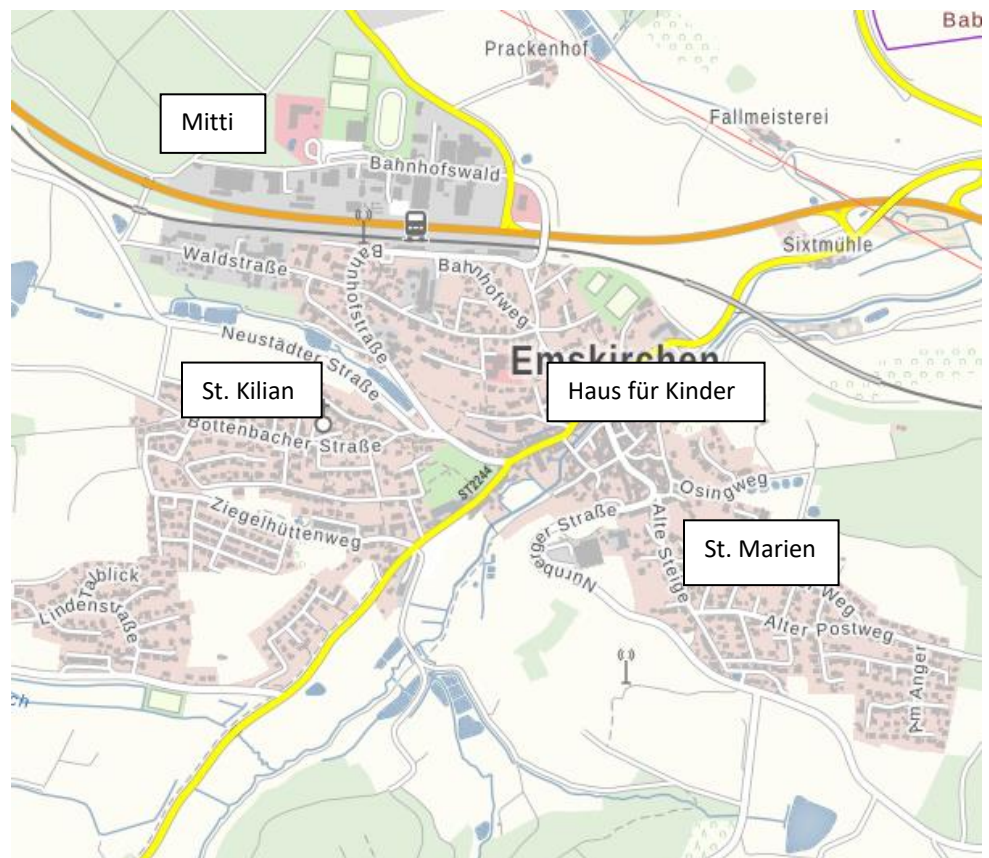 Bab
Prackenhof
Mitti
Fallmeisterei
Bahnhofswald
Sixtmühle
Waldstraße
Bahnhofstraße
Bahnhofweg
Neustädter Straße
Emskirchen
St. Kilian
Haus für Kinder
Bottenbacher Straße
ST2244
Osingweg
Ziegelhüttenweg
Nürnberger Straße
Alte Steige
St. Marien
Talblick
Lindenstraße
Weg
Alter Postweg
Am Anger
ch